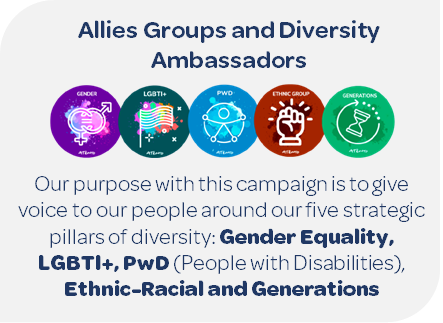 Allies Groups and Diversity
Ambassadors
GENDER
LGBTI+
PWD
ETHNIC GROUP
GENERATIONS
Our purpose with this campaign is to give
voice to our people around our five strategic
pillars of diversity: Gender Equality,
LGBTI+, PwD (People with Disabilities),
Ethnic-Racial and Generations